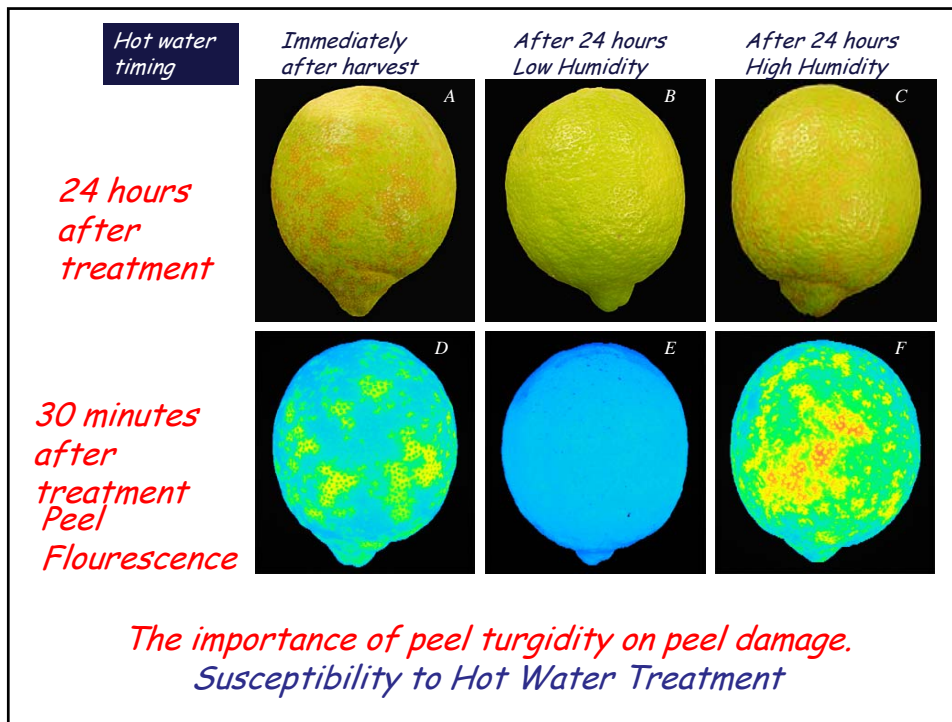 Hot water
timing
Immediately
after harvest
After 24 hours
Low Humidity
After 24 hours
High Humidity
24 hours
after
treatment
A
B
C
30 minutes
after
treatment
Peel
Flourescence
D
E
F
The importance of peel turgidity on peel damage.
Susceptibility to Hot Water Treatment